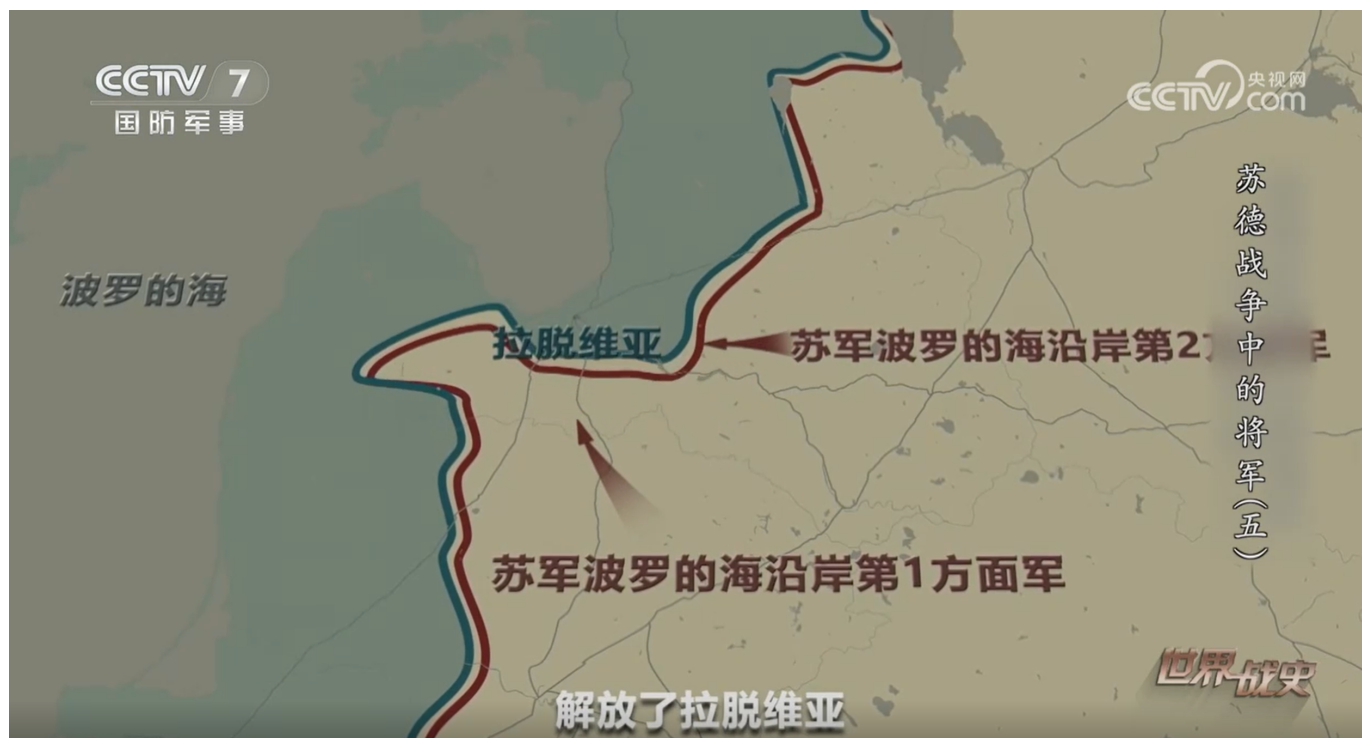 CCTV 7
国防军事
央视网
CCTV.com
苏德战争中的将军(五)
波罗的海
拉脱维亚
苏军波罗的海沿岸第2
军
苏军波罗的海沿岸第1方面军
世界战史
解放了拉脱维亚